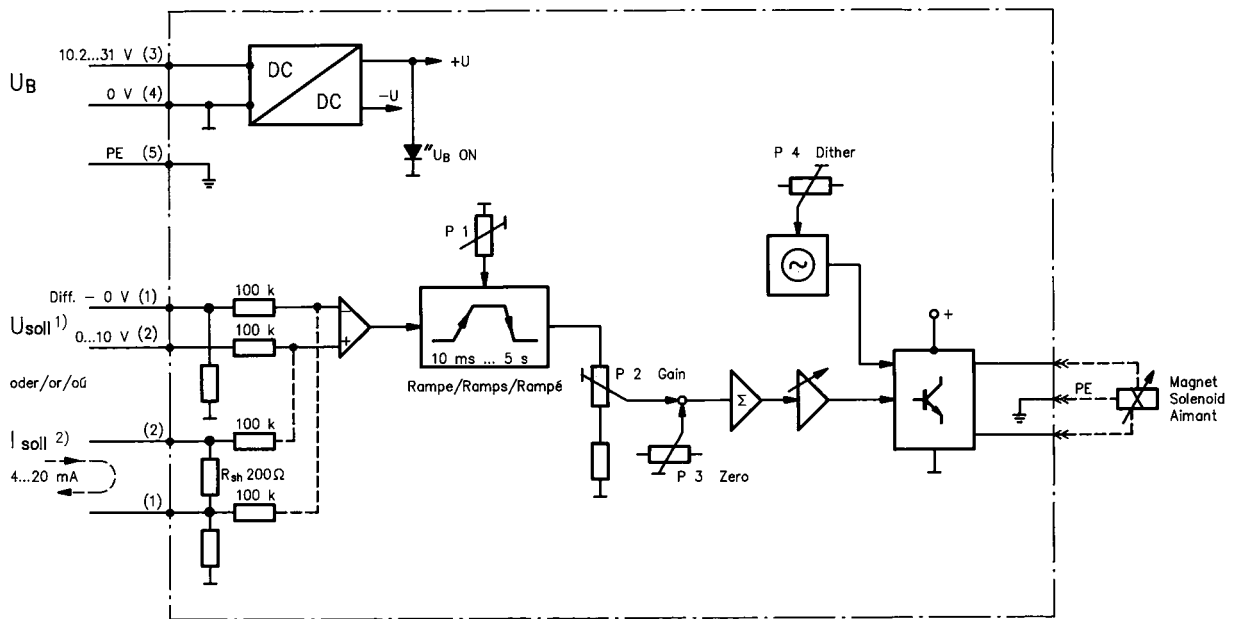 10.2...31 V (3)
U_B
0 V (4)
PE (5)
DC
DC
+U
−U
"U_B ON
P 4 Dither
P 1
Diff. − 0 V (1)
100 k
U_soll 1)
0...10 V (2)
100 k
−
+
10 ms ... 5 s
Rampe/Ramps/Rampé
oder/or/oú
P 2 Gain
Σ
+
PE
Magnet
Solenoid
Aimant
(2)
100 k
I_soll 2)
4...20 mA
R_sh 200Ω
100 k
(1)
P 3 Zero